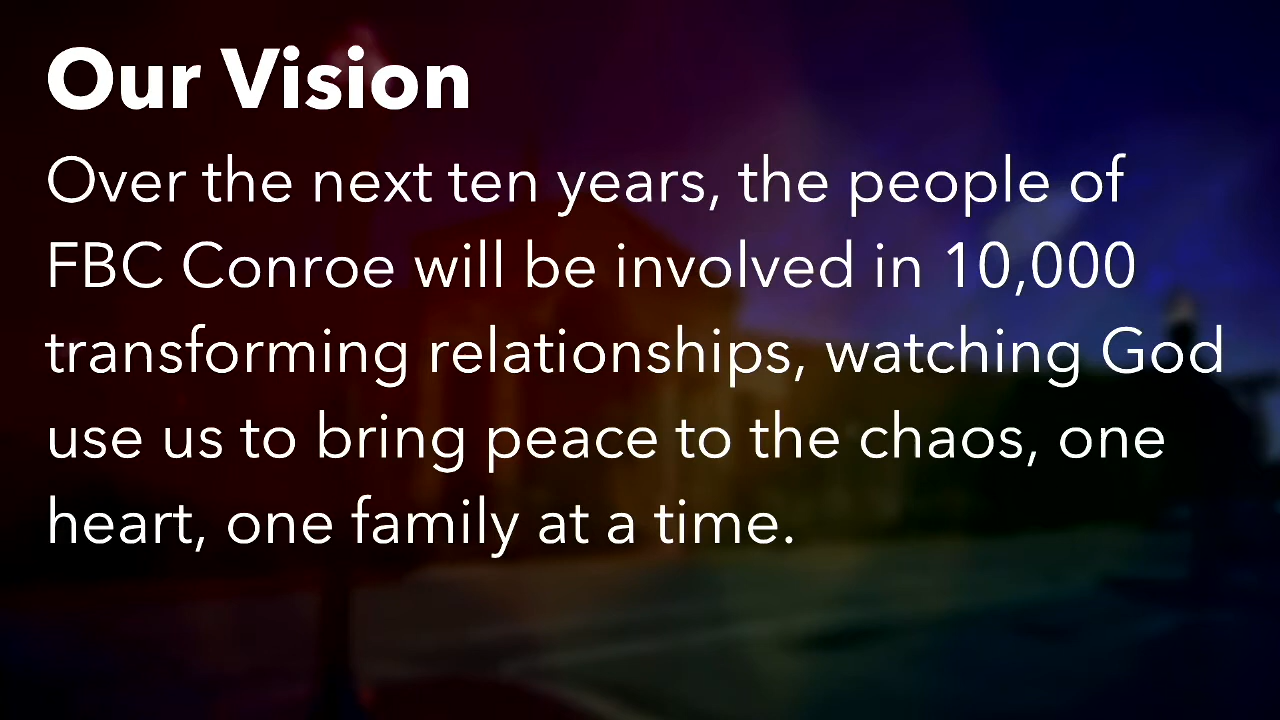 Our Vision
Over the next ten years, the people of
FBC Conroe will be involved in 10,000
transforming relationships, watching God
use us to bring peace to the chaos, one
heart, one family at a time.